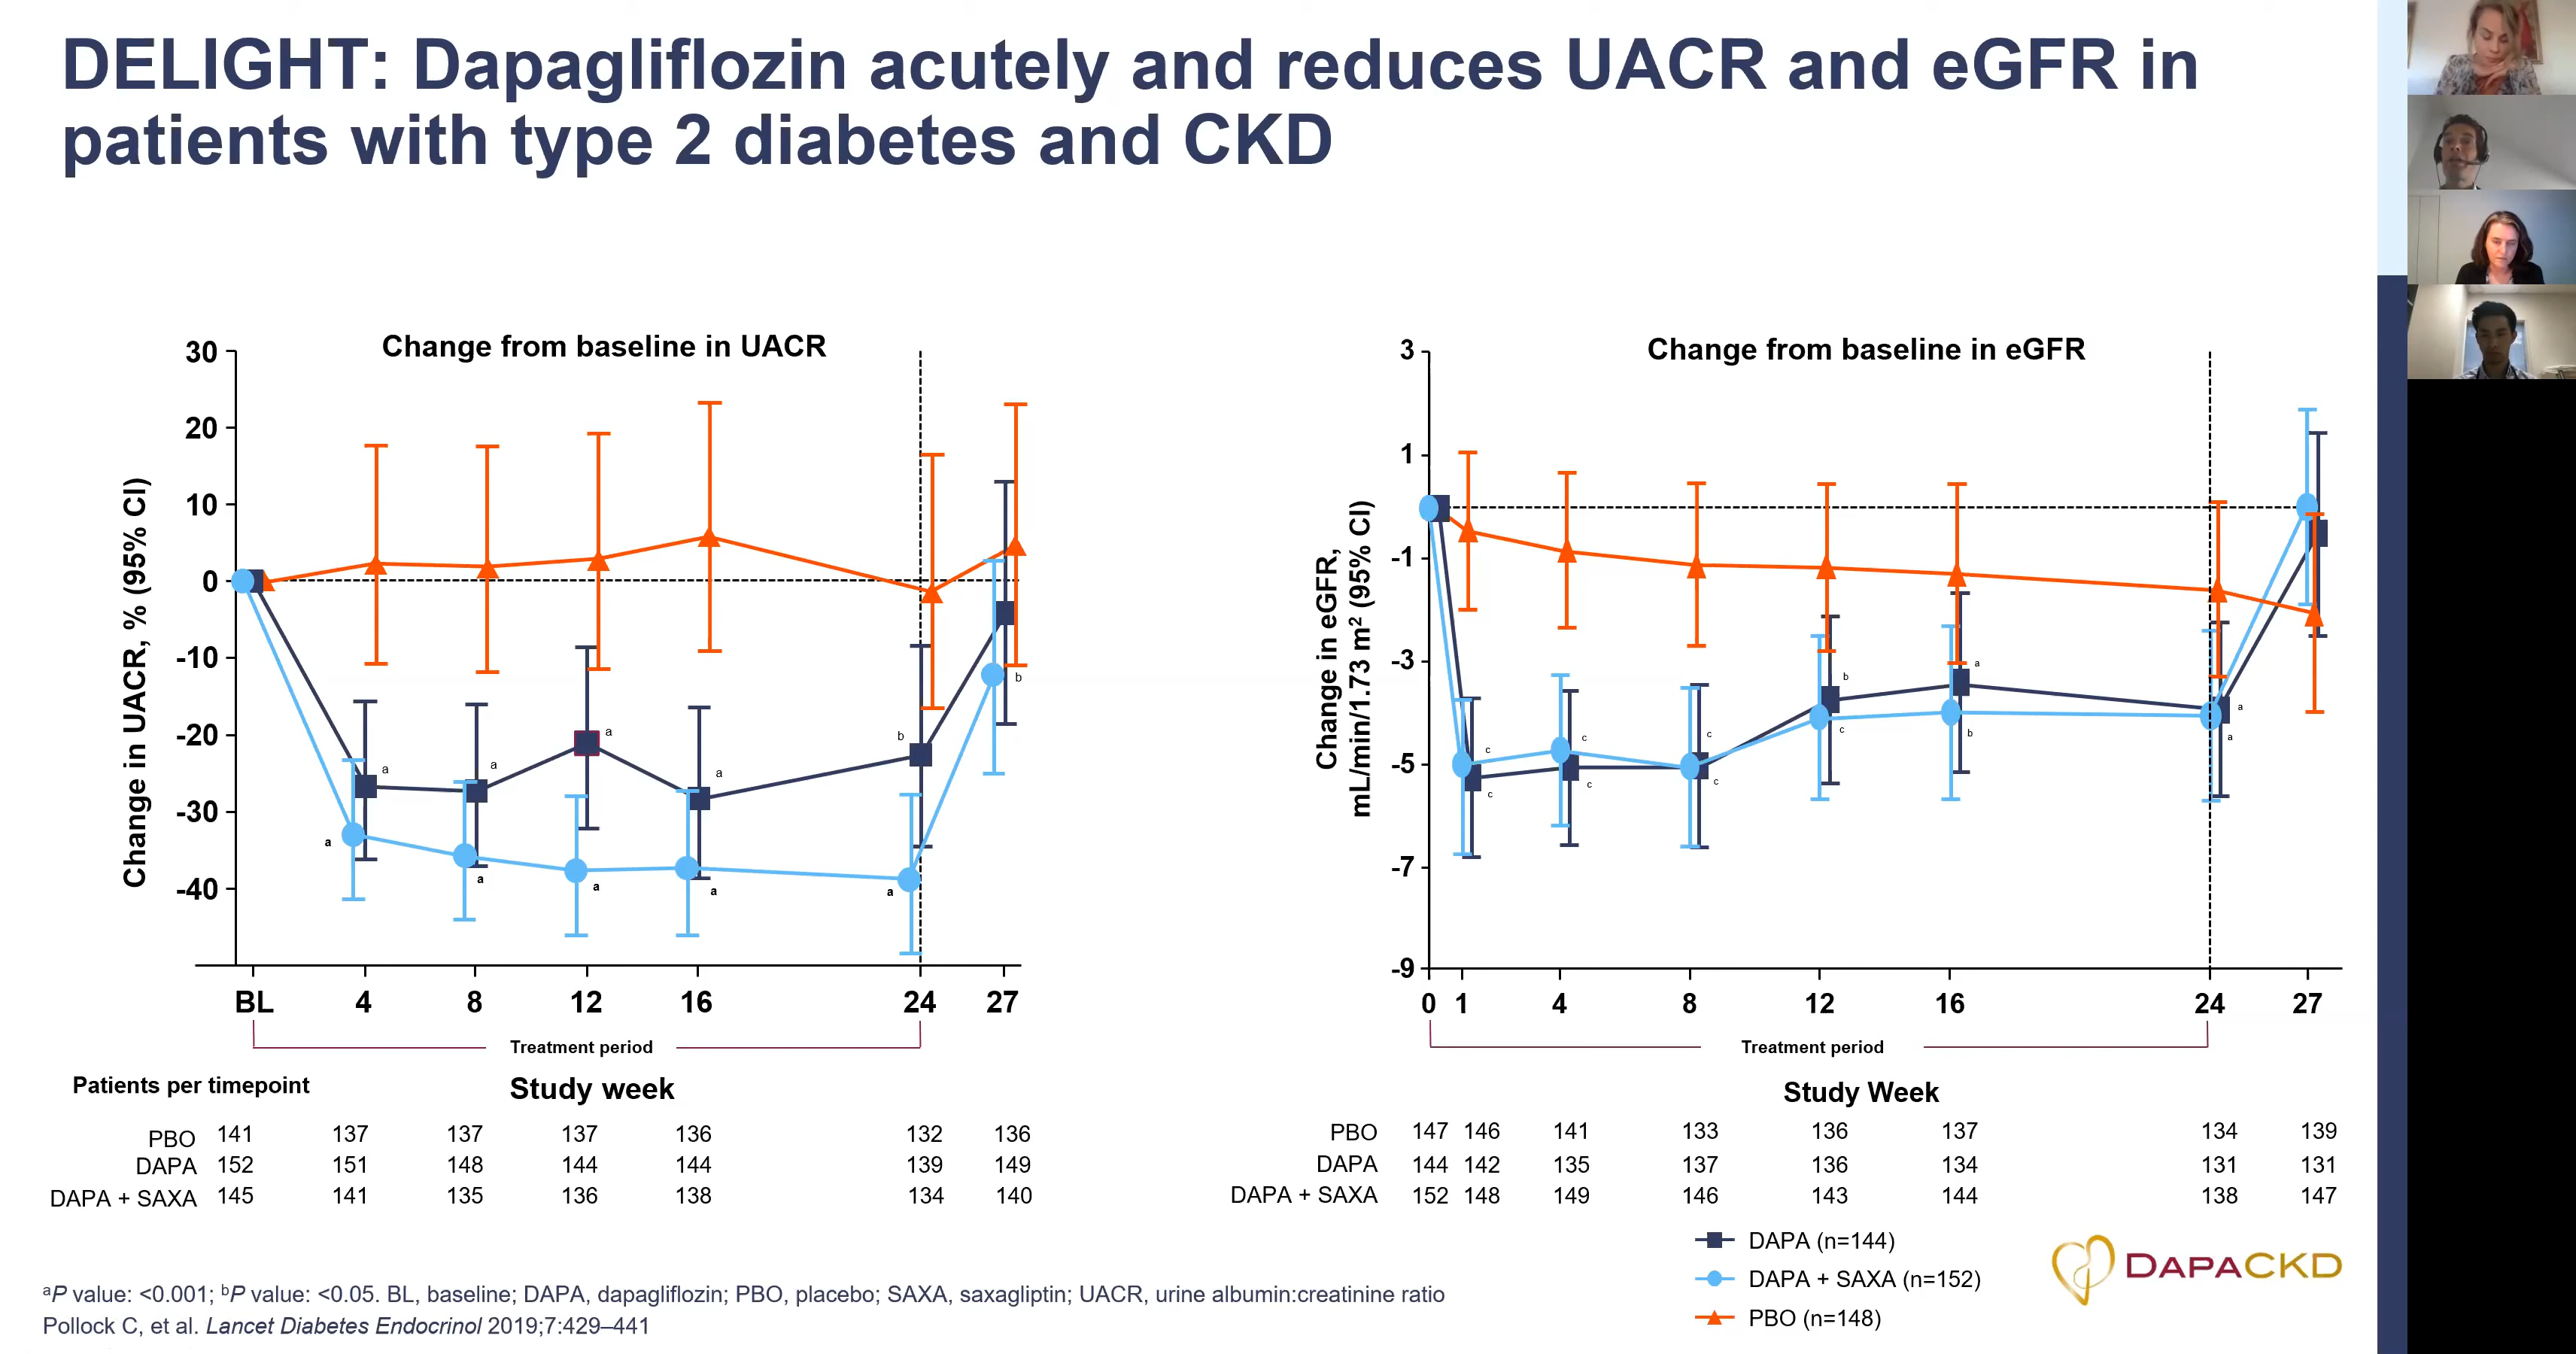 DELIGHT: Dapagliflozin acutely and reduces UACR and eGFR in
patients with type 2 diabetes and CKD
Change from baseline in UACR
Change in UACR, % (95% CI)
30
20
10
0
-10
-20
-30
-40
a
a
a
a
b
b
a
a
a
a
a
BL 4 8 12 16 24 27
Treatment period
Study week
Patients per timepoint
PBO 141 137 137 137 136 132 136
DAPA 152 151 148 144 144 139 149
DAPA + SAXA 145 141 135 136 138 134 140
Change from baseline in eGFR
Change in eGFR,
mL/min/1.73 m² (95% CI)
3
1
-1
-3
-5
-7
-9
c
c
c
c
c
c
b
c
a
b
a
a
0 1 4 8 12 16 24 27
Treatment period
Study Week
PBO 147 146 141 133 136 137 134 139
DAPA 144 142 135 137 136 134 131 131
DAPA + SAXA 152 148 149 146 143 144 138 147
DAPA (n=144)
DAPA + SAXA (n=152)
PBO (n=148)
DAPACKD
ᵃP value: <0.001; ᵇP value: <0.05. BL, baseline; DAPA, dapagliflozin; PBO, placebo; SAXA, saxagliptin; UACR, urine albumin:creatinine ratio
Pollock C, et al. Lancet Diabetes Endocrinol 2019;7:429–441